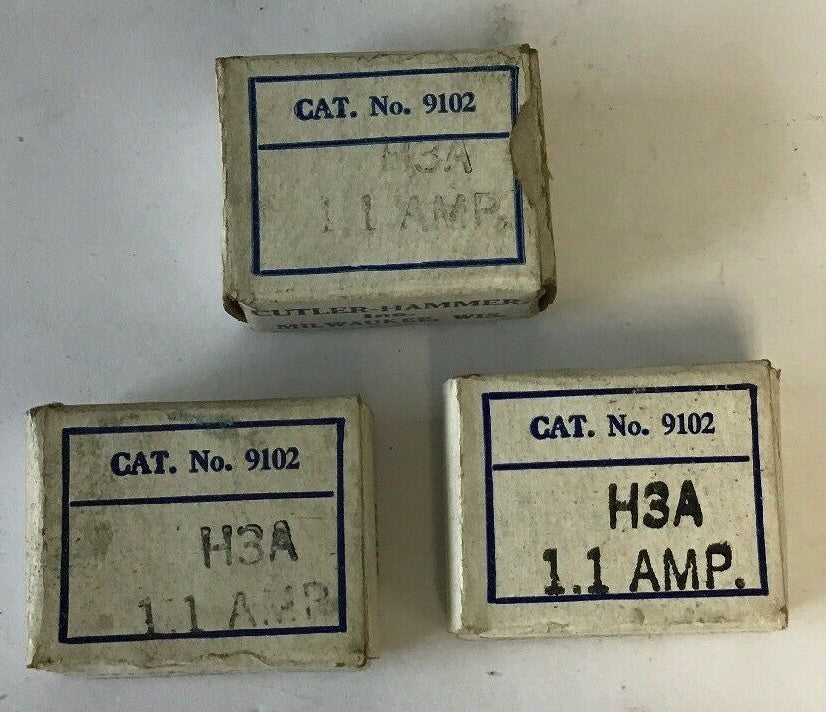 CAT. No. 9102
H3A
1.1 AMP.
CUTLER-HAMMER
Inc.
MILWAUKEE, WIS.
CAT. No. 9102
H3A
1.1 AMP
CAT. No. 9102
H3A
1.1 AMP.